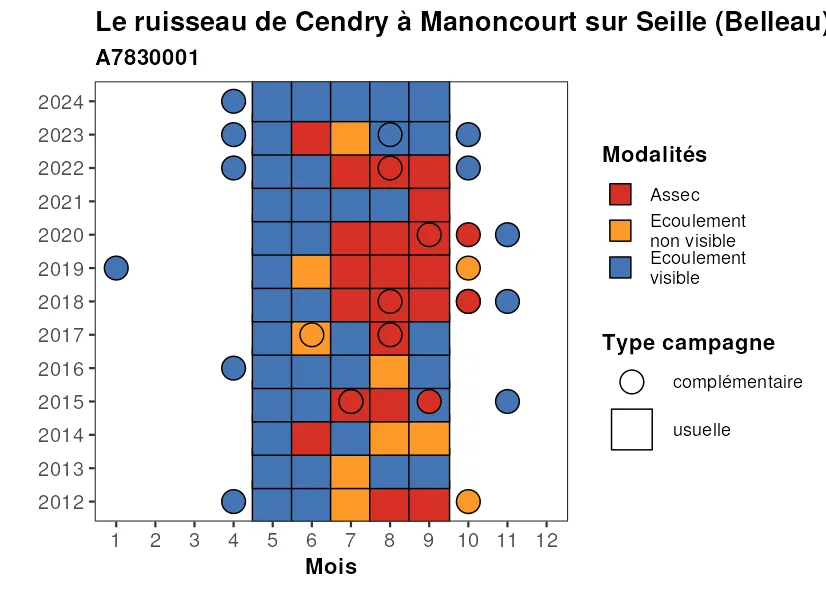 Le ruisseau de Cendry à Manoncourt sur Seille (Belleau)
A7830001
2024
2023
2022
2021
2020
2019
2018
2017
2016
2015
2014
2013
2012
1 2 3 4 5 6 7 8 9 10 11 12
Mois
Modalités
Assec
Ecoulement
non visible
Ecoulement
visible
Type campagne
complémentaire
usuelle